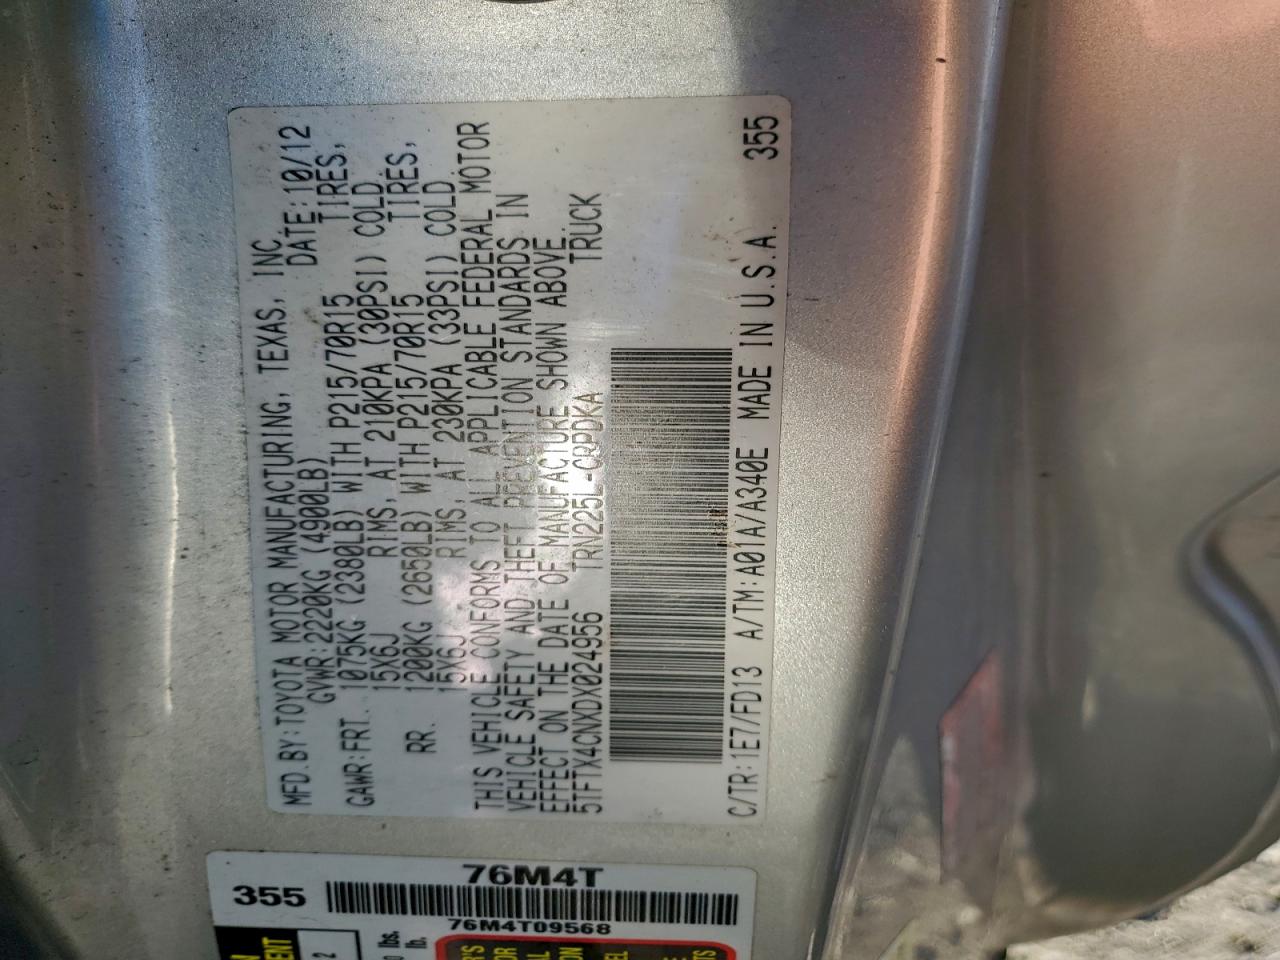 MFD.BY:TOYOTA MOTOR MANUFACTURING, TEXAS, INC.
GVWR:2220KG (4900LB) DATE:10/12
GAWR:FRT. 1075KG (2380LB) WITH P215/70R15 TIRES,
15X6J RIMS, AT 210KPA (30PSI) COLD.
RR. 1200KG (2650LB) WITH P215/70R15 TIRES,
15X6J RIMS, AT 230KPA (33PSI) COLD
THIS VEHICLE CONFORMS TO ALL APPLICABLE FEDERAL MOTOR
VEHICLE SAFETY AND THEFT PREVENTION STANDARDS IN
EFFECT ON THE DATE OF MANUFACTURE SHOWN ABOVE.
5TFTX4CNXDX024956 TRN225L-CRPDKA TRUCK
C/TR:1E7/FD13 A/TM:A01A/A340E MADE IN U.S.A. 355
76M4T
355
76M4T09568
2
lbs.
lb.